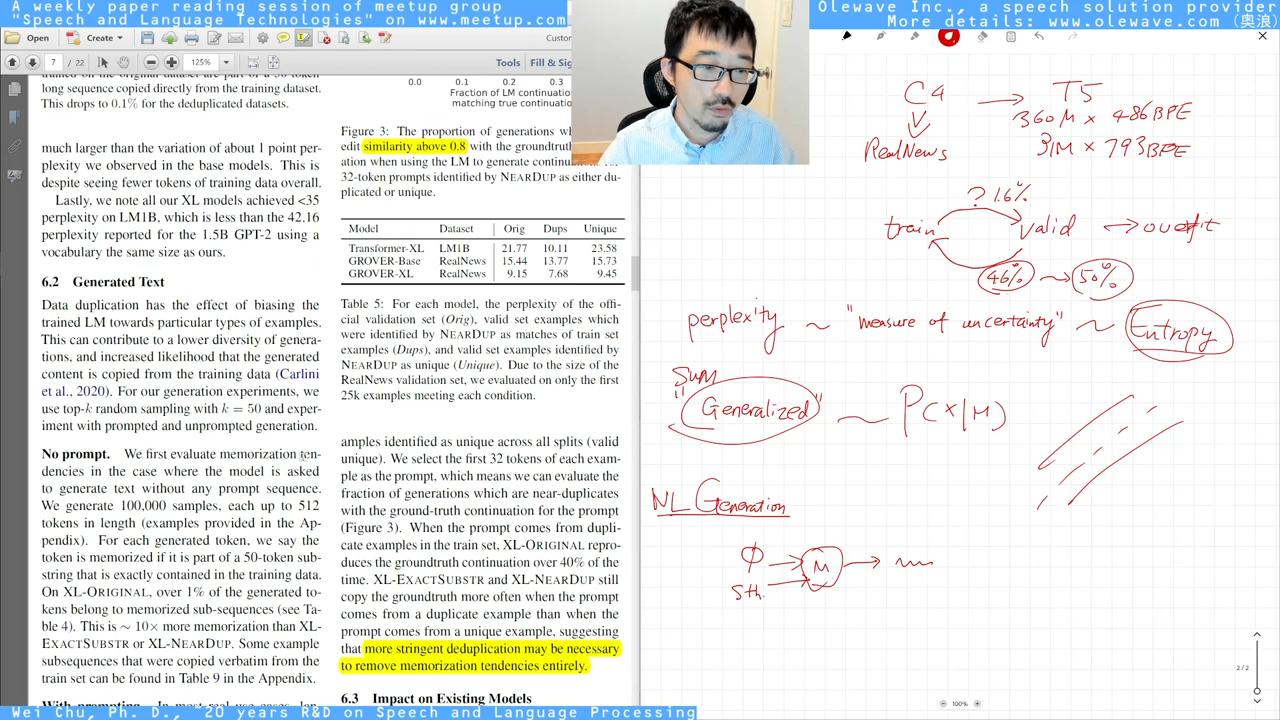 A weekly paper reading session of meetup group
"Speech and Language Technologies" on www.meetup.com
Olewave Inc., a speech solution provider
More details: www.olewave.com (奥浪)
Open
Create
Custom
7 / 22
125%
Tools
Fill & Sig
long sequence copied directly from the training dataset.
This drops to 0.1% for the deduplicated datasets.
much larger than the variation of about 1 point per-
plexity we observed in the base models. This is
despite seeing fewer tokens of training data overall.
Lastly, we note all our XL models achieved <35
perplexity on LM1B, which is less than the 42.16
perplexity reported for the 1.5B GPT-2 using a
vocabulary the same size as ours.
6.2 Generated Text
Data duplication has the effect of biasing the
trained LM towards particular types of examples.
This can contribute to a lower diversity of genera-
tions, and increased likelihood that the generated
content is copied from the training data (Carlini
et al., 2020). For our generation experiments, we
use top-k random sampling with k = 50 and exper-
iment with prompted and unprompted generation.
No prompt. We first evaluate memorization ten-
dencies in the case where the model is asked
to generate text without any prompt sequence.
We generate 100,000 samples, each up to 512
tokens in length (examples provided in the Ap-
pendix). For each generated token, we say the
token is memorized if it is part of a 50-token sub-
string that is exactly contained in the training data.
On XL-ORIGINAL, over 1% of the generated to-
kens belong to memorized sub-sequences (see Ta-
ble 4). This is ∼ 10× more memorization than XL-
EXACTSUBSTR or XL-NEARDUP. Some example
subsequences that were copied verbatim from the
train set can be found in Table 9 in the Appendix.
0.0 0.1 0.2 0.3 0.4
Fraction of LM continuation
matching true continuation
Figure 3: The proportion of generations wh
edit similarity above 0.8 with the groundtruth
ation when using the LM to generate continu
32-token prompts identified by NEARDUP as either du-
plicated or unique.
Model Dataset Orig Dups Unique
Transformer-XL LM1B 21.77 10.11 23.58
GROVER-Base RealNews 15.44 13.77 15.73
GROVER-XL RealNews 9.15 7.68 9.45
Table 5: For each model, the perplexity of the offi-
cial validation set (Orig), valid set examples which
were identified by NEARDUP as matches of train set
examples (Dups), and valid set examples identified by
NEARDUP as unique (Unique). Due to the size of the
RealNews validation set, we evaluated on only the first
25k examples meeting each condition.
amples identified as unique across all splits (valid
unique). We select the first 32 tokens of each exam-
ple as the prompt, which means we can evaluate the
fraction of generations which are near-duplicates
with the ground-truth continuation for the prompt
(Figure 3). When the prompt comes from dupli-
cate examples in the train set, XL-ORIGINAL repro-
duces the groundtruth continuation over 40% of the
time. XL-EXACTSUBSTR and XL-NEARDUP still
copy the groundtruth more often when the prompt
comes from a duplicate example than when the
prompt comes from a unique example, suggesting
that more stringent deduplication may be necessary
to remove memorization tendencies entirely.
6.3 Impact on Existing Models
C4 → T5
360M × 486BPE
RealNews 31M × 793BPE
? 1.6%
train valid → overfit
46% → 50%
perplexity ~ "measure of uncertainty" ~ Entropy
Sum
"Generalized" ~ P(X|M)
NL Generation
ϕ → M →
Sth.
2 / 2
100%
Wei Chu, Ph. D., 20 years R&D on Speech and Language Processing